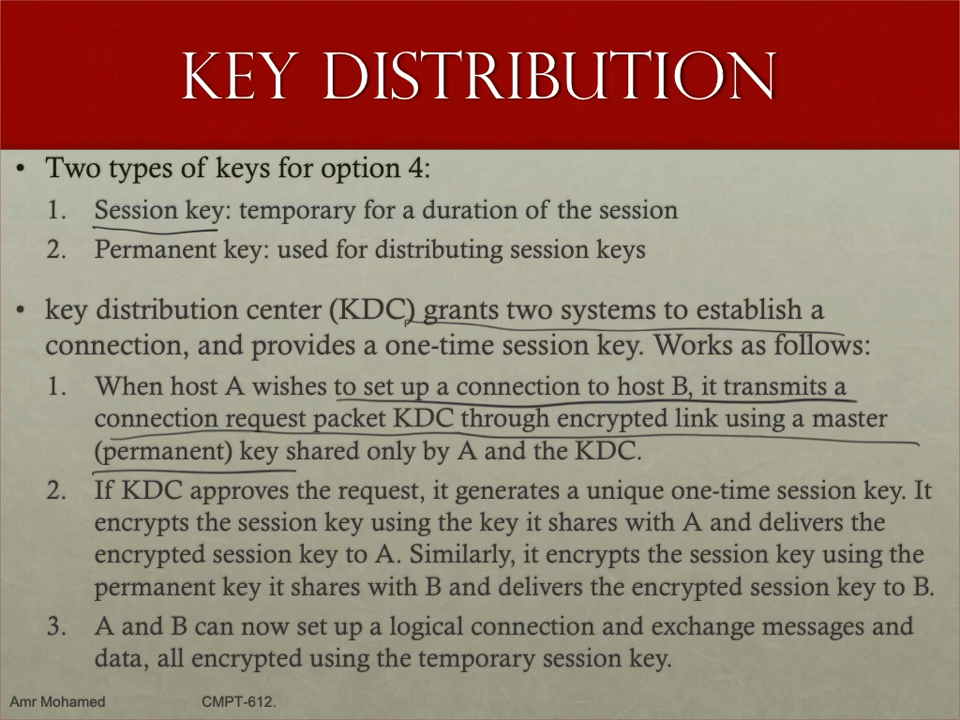 KEY DISTRIBUTION
• Two types of keys for option 4:
1. Session key: temporary for a duration of the session
2. Permanent key: used for distributing session keys
• key distribution center (KDC) grants two systems to establish a
connection, and provides a one-time session key. Works as follows:
1. When host A wishes to set up a connection to host B, it transmits a
connection request packet KDC through encrypted link using a master
(permanent) key shared only by A and the KDC.
2. If KDC approves the request, it generates a unique one-time session key. It
encrypts the session key using the key it shares with A and delivers the
encrypted session key to A. Similarly, it encrypts the session key using the
permanent key it shares with B and delivers the encrypted session key to B.
3. A and B can now set up a logical connection and exchange messages and
data, all encrypted using the temporary session key.
Amr Mohamed CMPT-612.